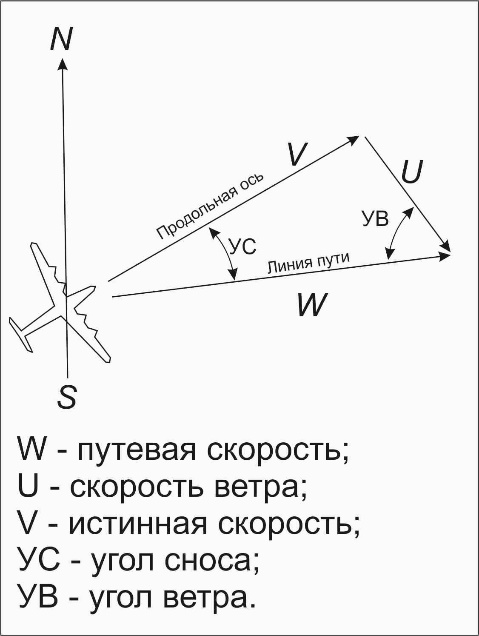 N
V
U
Продольная ось
УВ
УС
Линия пути
W
S
W - путевая скорость;
U - скорость ветра;
V - истинная скорость;
УС - угол сноса;
УВ - угол ветра.